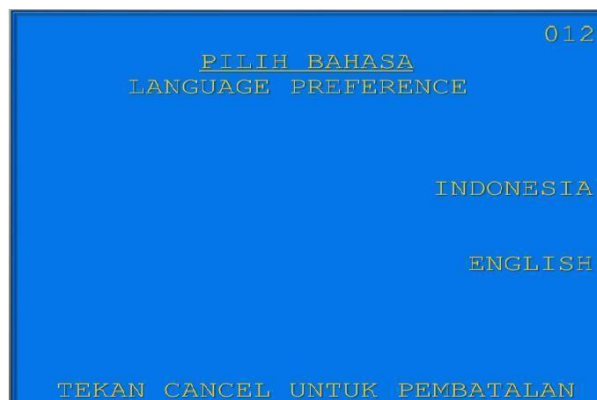 012
PILIH BAHASA
LANGUAGE PREFERENCE
INDONESIA
ENGLISH
TEKAN CANCEL UNTUK PEMBATALAN